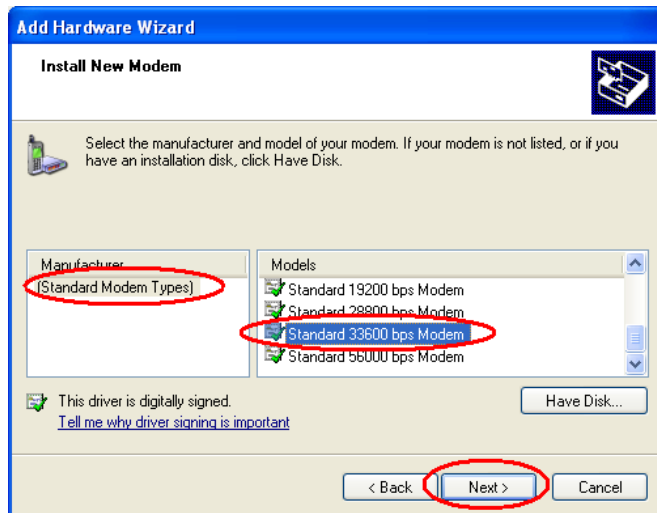 Add Hardware Wizard
Install New Modem
Select the manufacturer and model of your modem. If your modem is not listed, or if you
have an installation disk, click Have Disk.
Manufacturer
(Standard Modem Types)
Models
Standard 19200 bps Modem
Standard 28800 bps Modem
Standard 33600 bps Modem
Standard 56000 bps Modem
This driver is digitally signed.
Tell me why driver signing is important
Have Disk...
< Back
Next >
Cancel